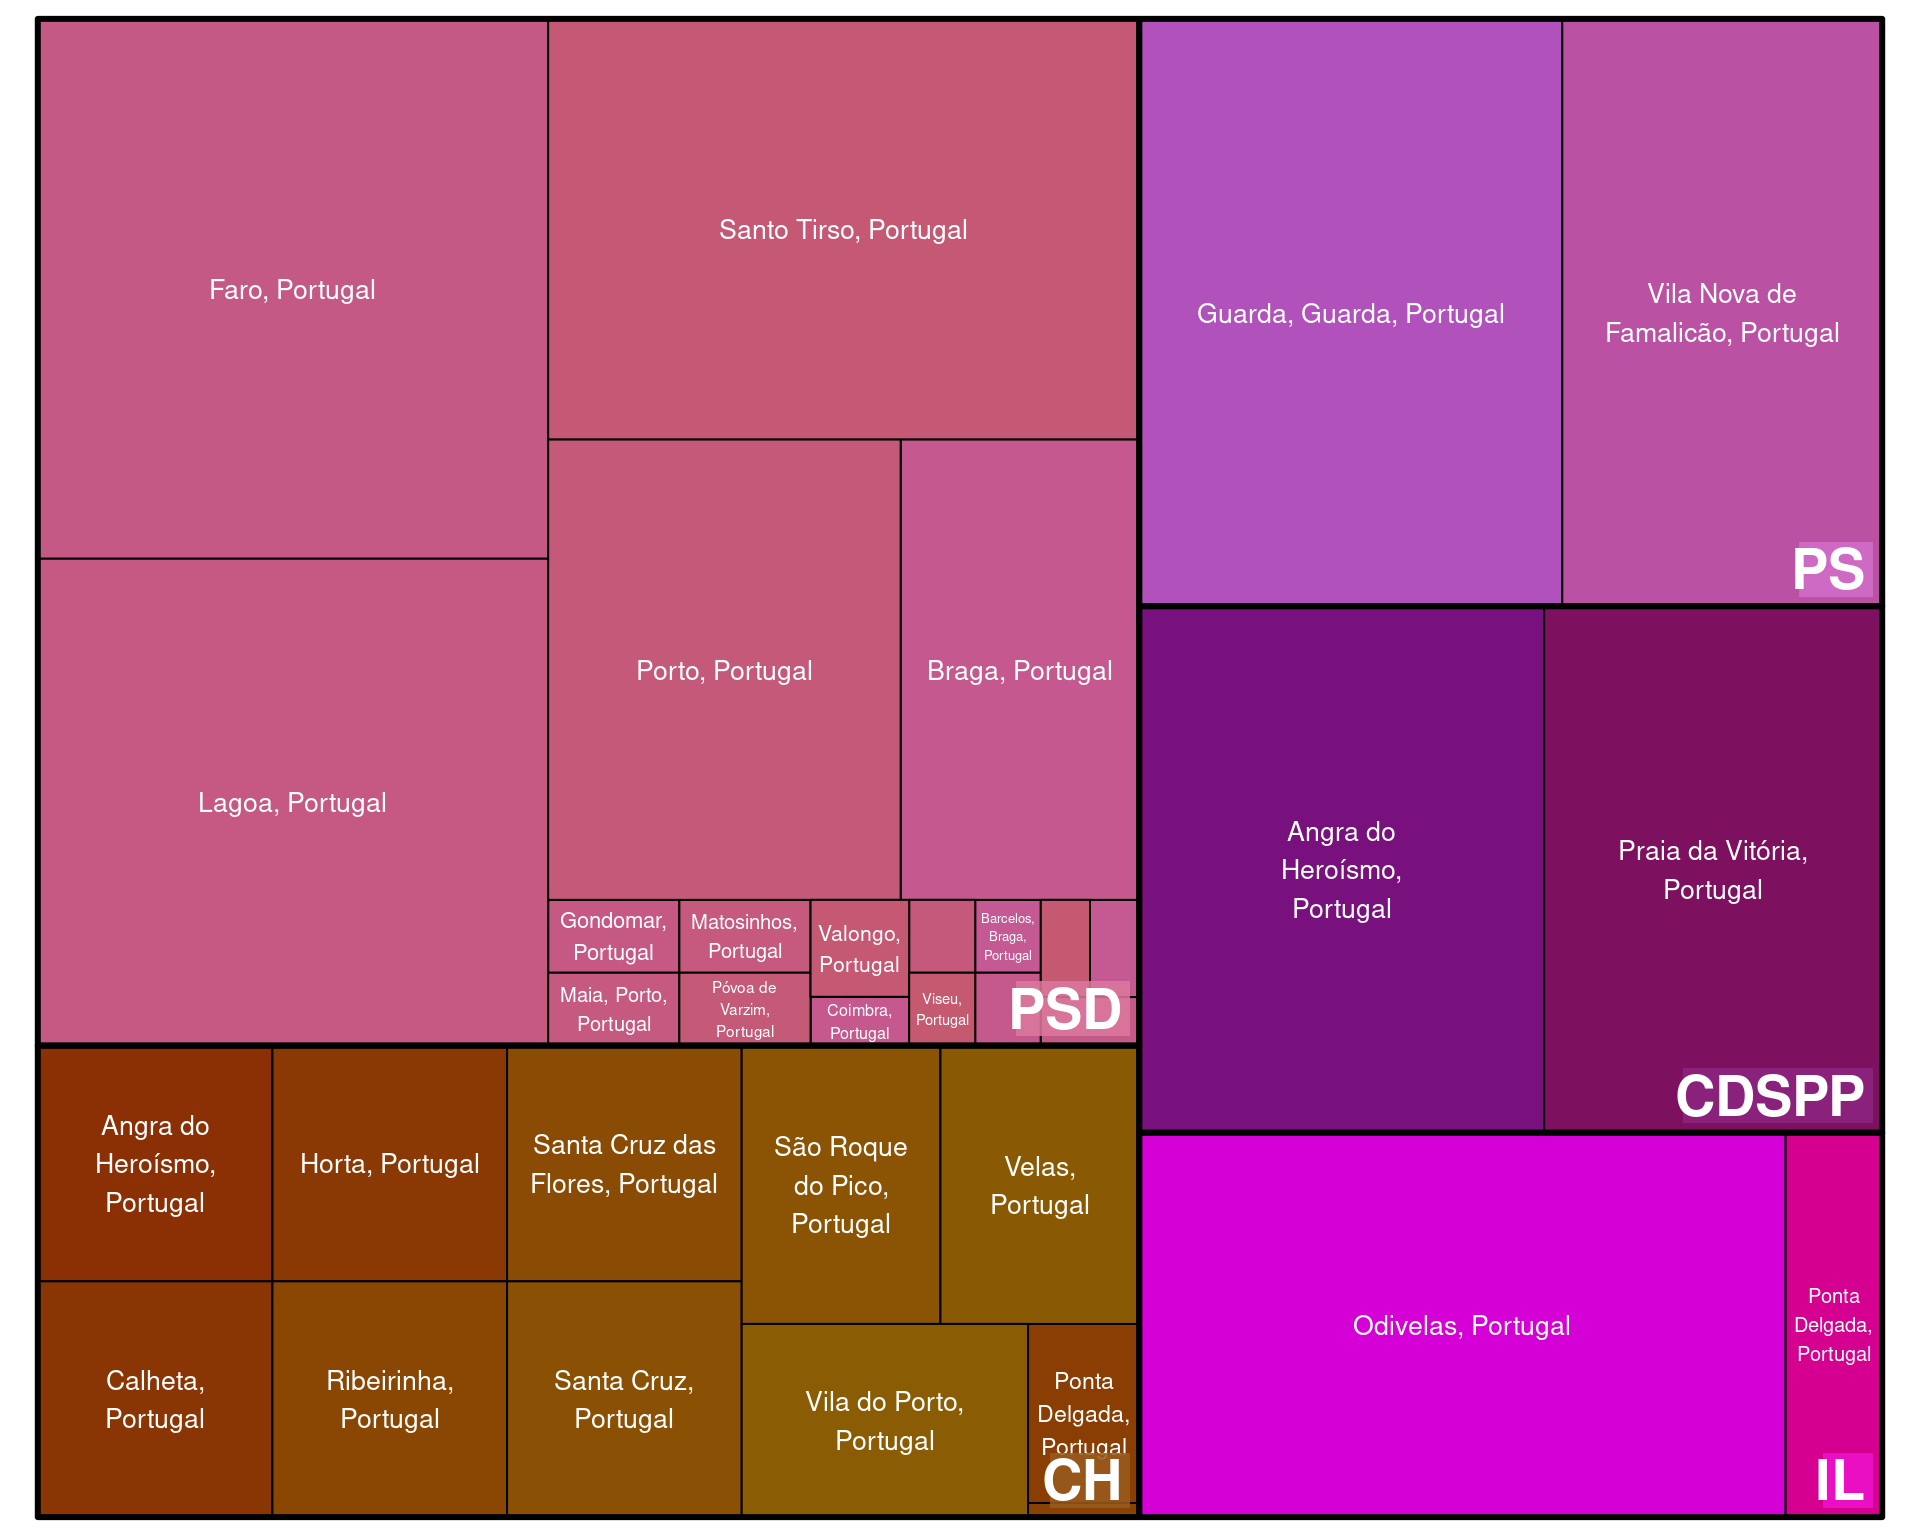 Faro, Portugal
Santo Tirso, Portugal
Lagoa, Portugal
Porto, Portugal
Braga, Portugal
Gondomar,
Portugal
Matosinhos,
Portugal
Valongo,
Portugal
Barcelos,
Braga,
Portugal
Maia, Porto,
Portugal
Póvoa de
Varzim,
Portugal
Coimbra,
Portugal
Viseu,
Portugal
PSD
Guarda, Guarda, Portugal
Vila Nova de
Famalicão, Portugal
PS
Angra do
Heroísmo,
Portugal
Praia da Vitória,
Portugal
CDSPP
Angra do
Heroísmo,
Portugal
Horta, Portugal
Santa Cruz das
Flores, Portugal
São Roque
do Pico,
Portugal
Velas,
Portugal
Calheta,
Portugal
Ribeirinha,
Portugal
Santa Cruz,
Portugal
Vila do Porto,
Portugal
Ponta
Delgada,
Portugal
CH
Odivelas, Portugal
Ponta
Delgada,
Portugal
IL